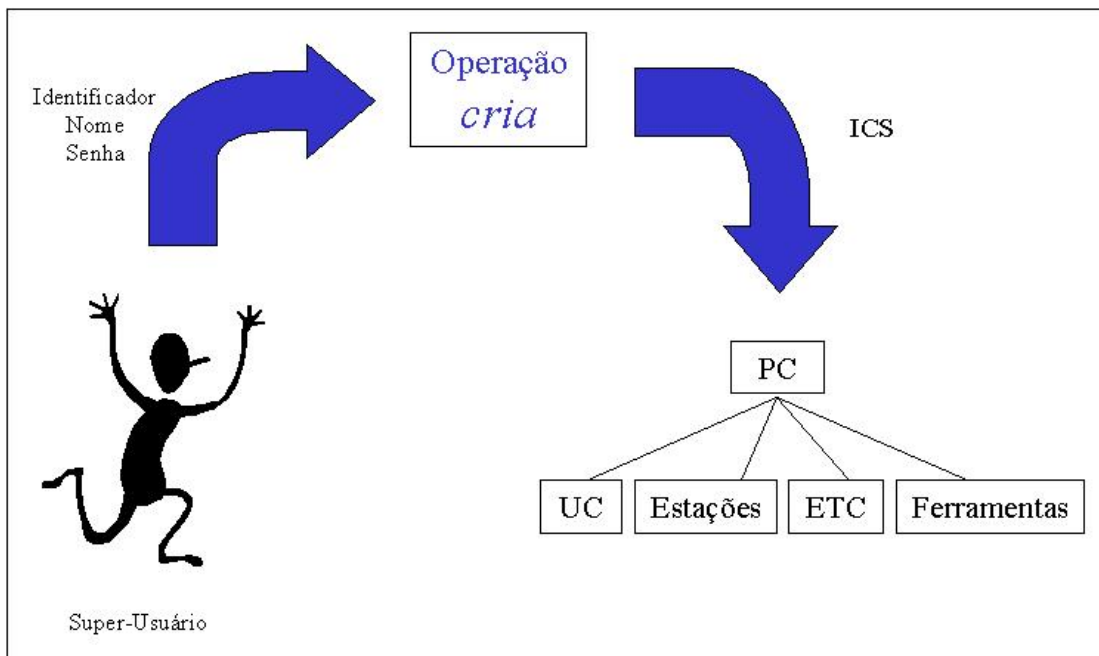 Identificador
Nome
Senha
Operação
cria
ICS
PC
UC
Estações
ETC
Ferramentas
Super-Usuário